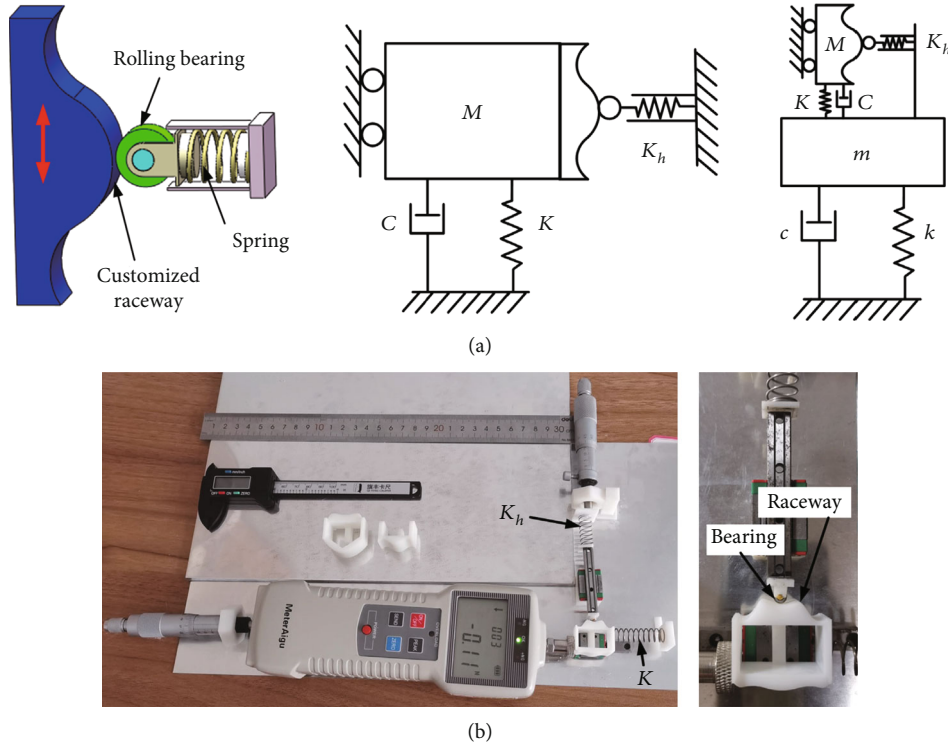 Rolling bearing
Spring
Customized
raceway
M
K_h
C
K
M
K_h
K
C
m
c
k
(a)
K_h
MeterAigu
K
Raceway
Bearing
(b)